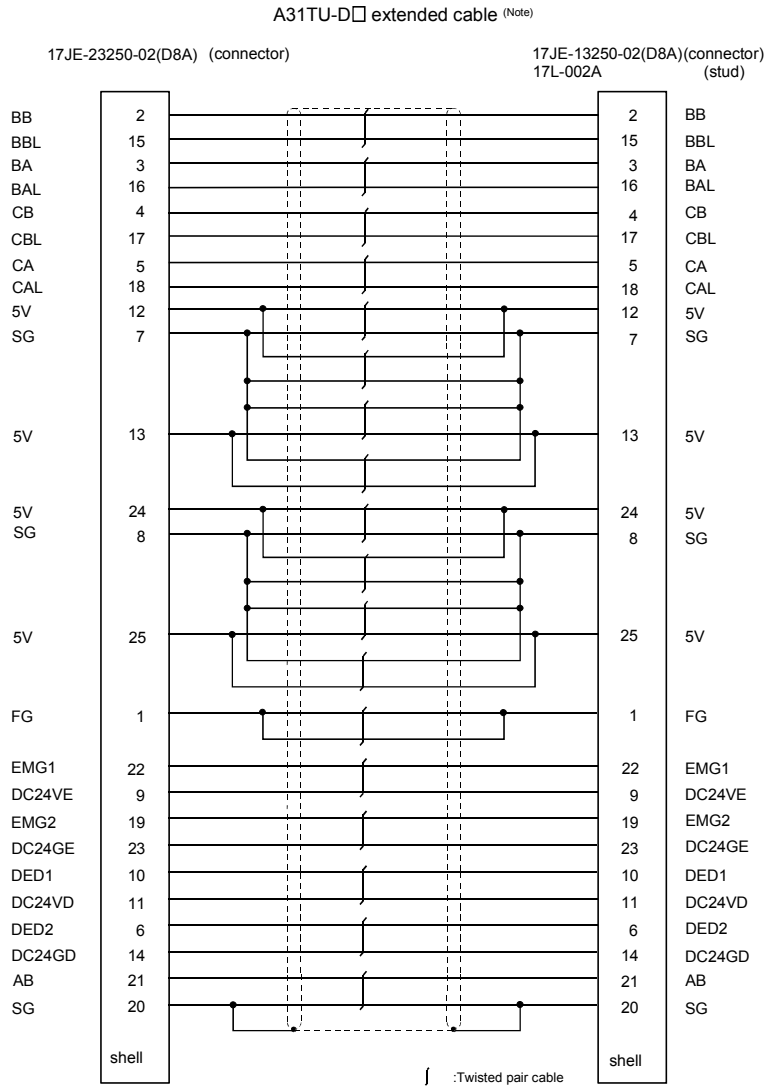 A31TU-D□ extended cable (Note)
17JE-23250-02(D8A) (connector)
17JE-13250-02(D8A)(connector)
17L-002A (stud)
BB 2 2 BB
BBL 15 15 BBL
BA 3 3 BA
BAL 16 16 BAL
CB 4 4 CB
CBL 17 17 CBL
CA 5 5 CA
CAL 18 18 CAL
5V 12 12 5V
SG 7 7 SG
5V 13 13 5V
5V 24 24 5V
SG 8 8 SG
5V 25 25 5V
FG 1 1 FG
EMG1 22 22 EMG1
DC24VE 9 9 DC24VE
EMG2 19 19 EMG2
DC24GE 23 23 DC24GE
DED1 10 10 DED1
DC24VD 11 11 DC24VD
DED2 6 6 DED2
DC24GD 14 14 DC24GD
AB 21 21 AB
SG 20 20 SG
shell shell
:Twisted pair cable